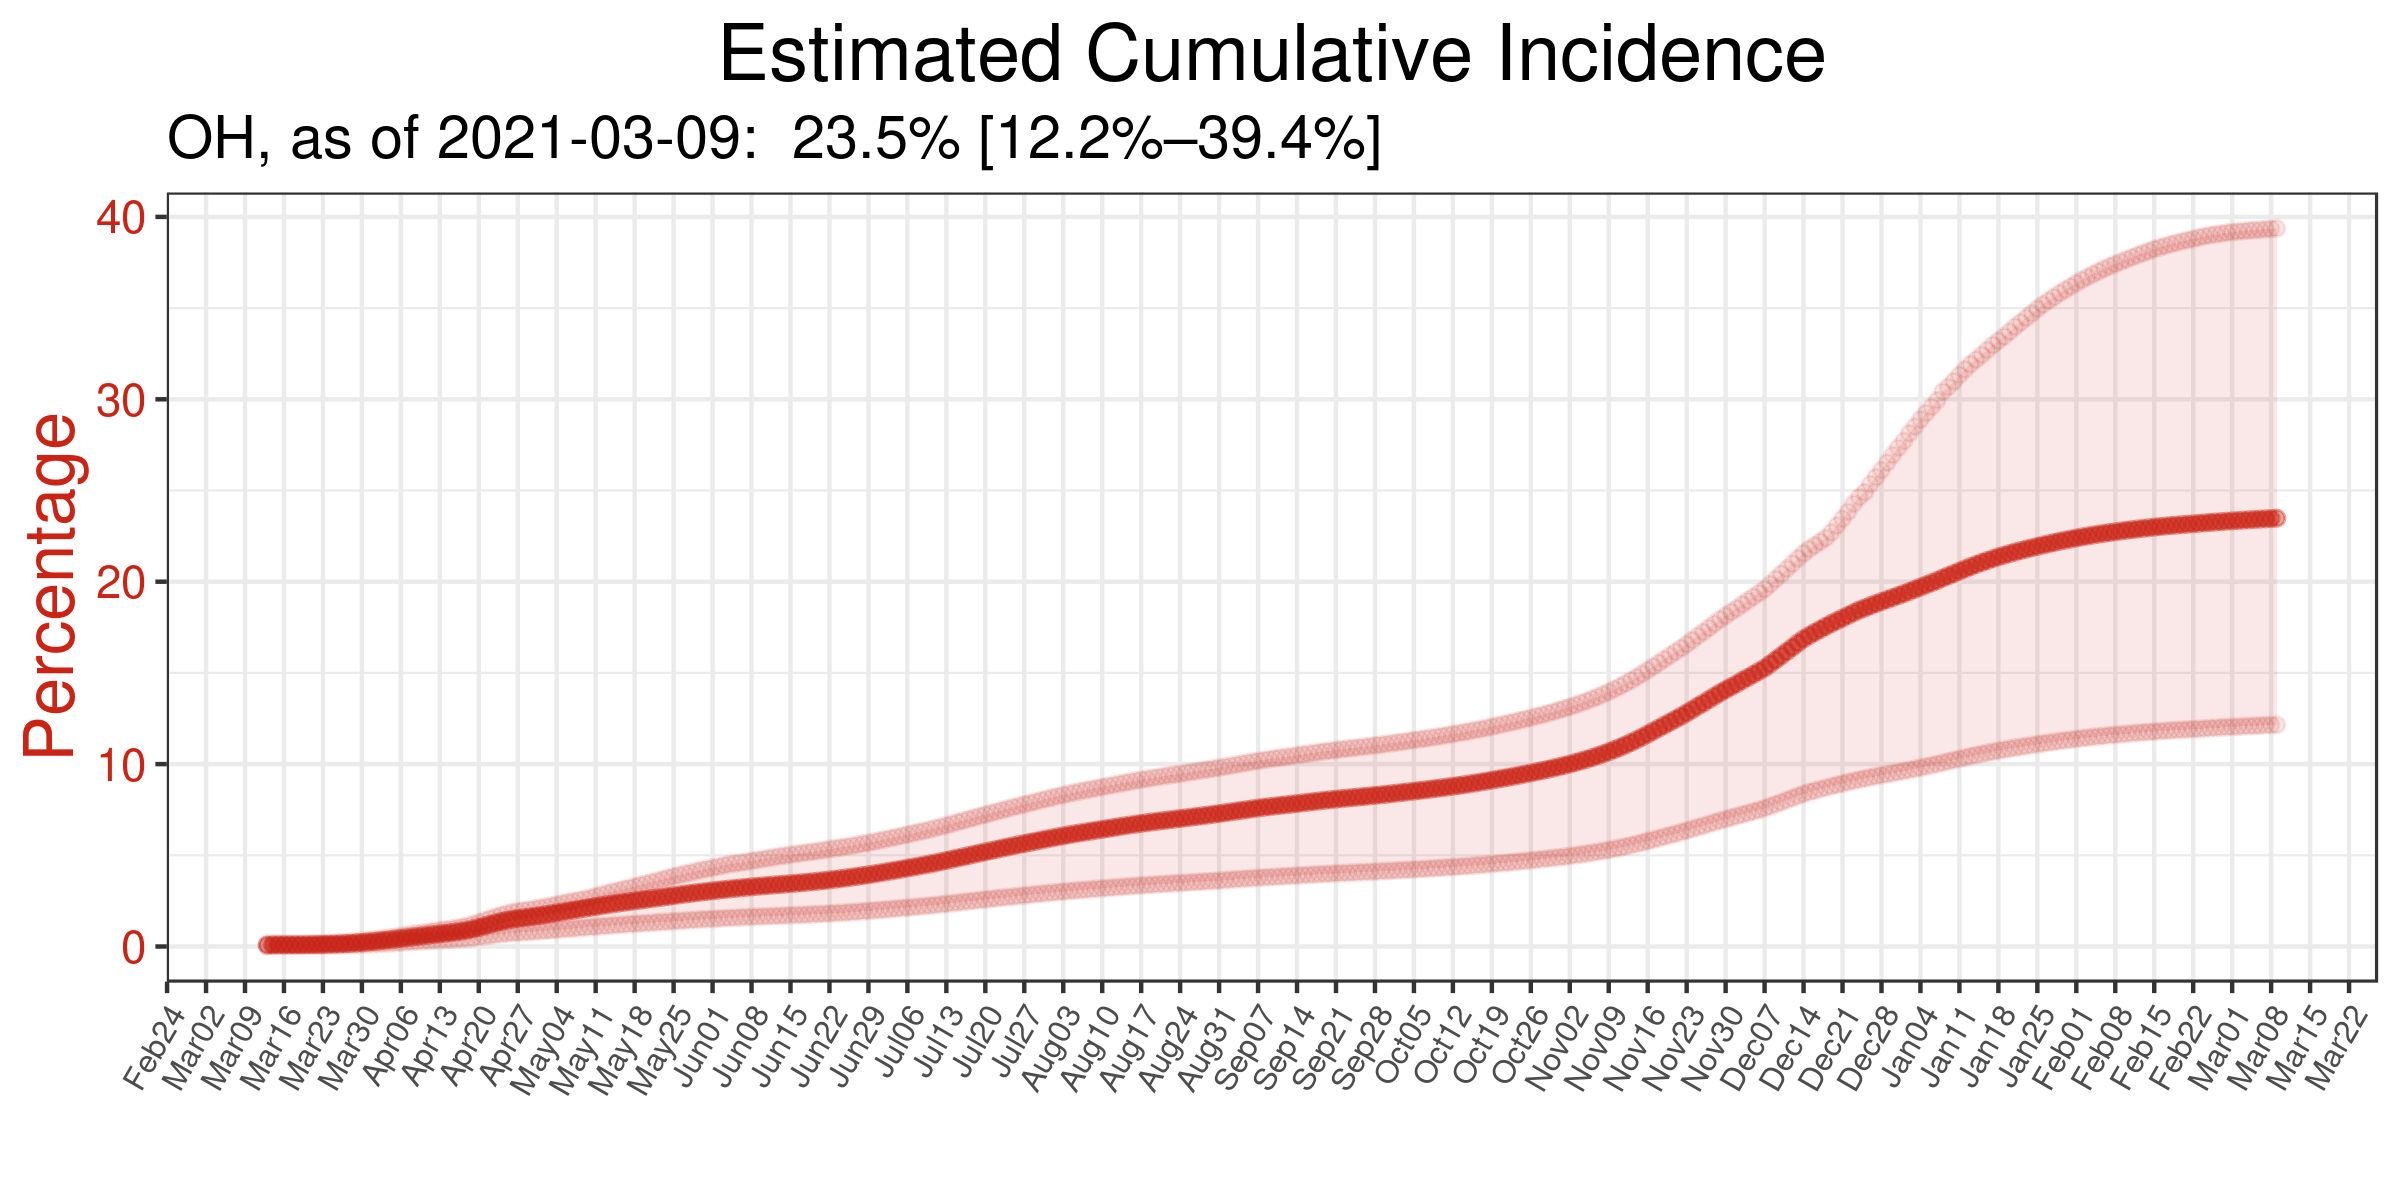 Estimated Cumulative Incidence
OH, as of 2021-03-09:  23.5% [12.2%–39.4%]
Percentage
40
30
20
10
0
Feb24
Mar02
Mar09
Mar16
Mar23
Mar30
Apr06
Apr13
Apr20
Apr27
May04
May11
May18
May25
Jun01
Jun08
Jun15
Jun22
Jun29
Jul06
Jul13
Jul20
Jul27
Aug03
Aug10
Aug17
Aug24
Aug31
Sep07
Sep14
Sep21
Sep28
Oct05
Oct12
Oct19
Oct26
Nov02
Nov09
Nov16
Nov23
Nov30
Dec07
Dec14
Dec21
Dec28
Jan04
Jan11
Jan18
Jan25
Feb01
Feb08
Feb15
Feb22
Mar01
Mar08
Mar15
Mar22